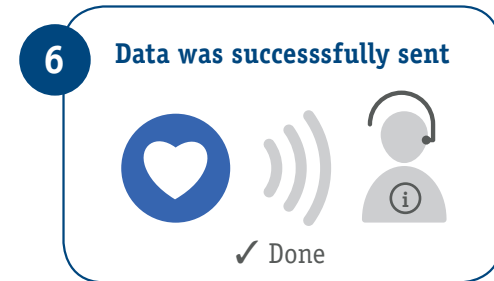 6
Data was successsfully sent
i
✓ Done